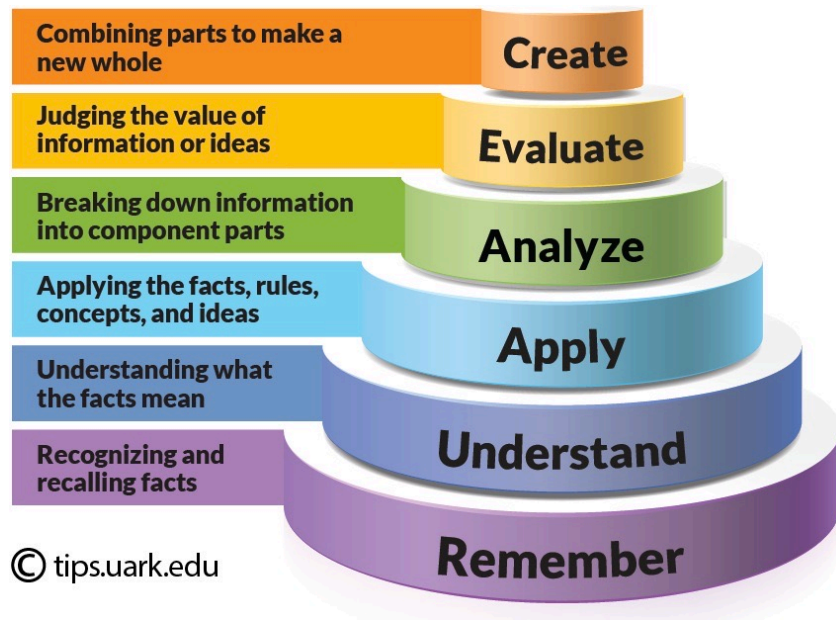 Combining parts to make a
new whole
Create
Judging the value of
information or ideas
Evaluate
Breaking down information
into component parts
Analyze
Applying the facts, rules,
concepts, and ideas
Apply
Understanding what
the facts mean
Understand
Recognizing and
recalling facts
Remember
© tips.uark.edu